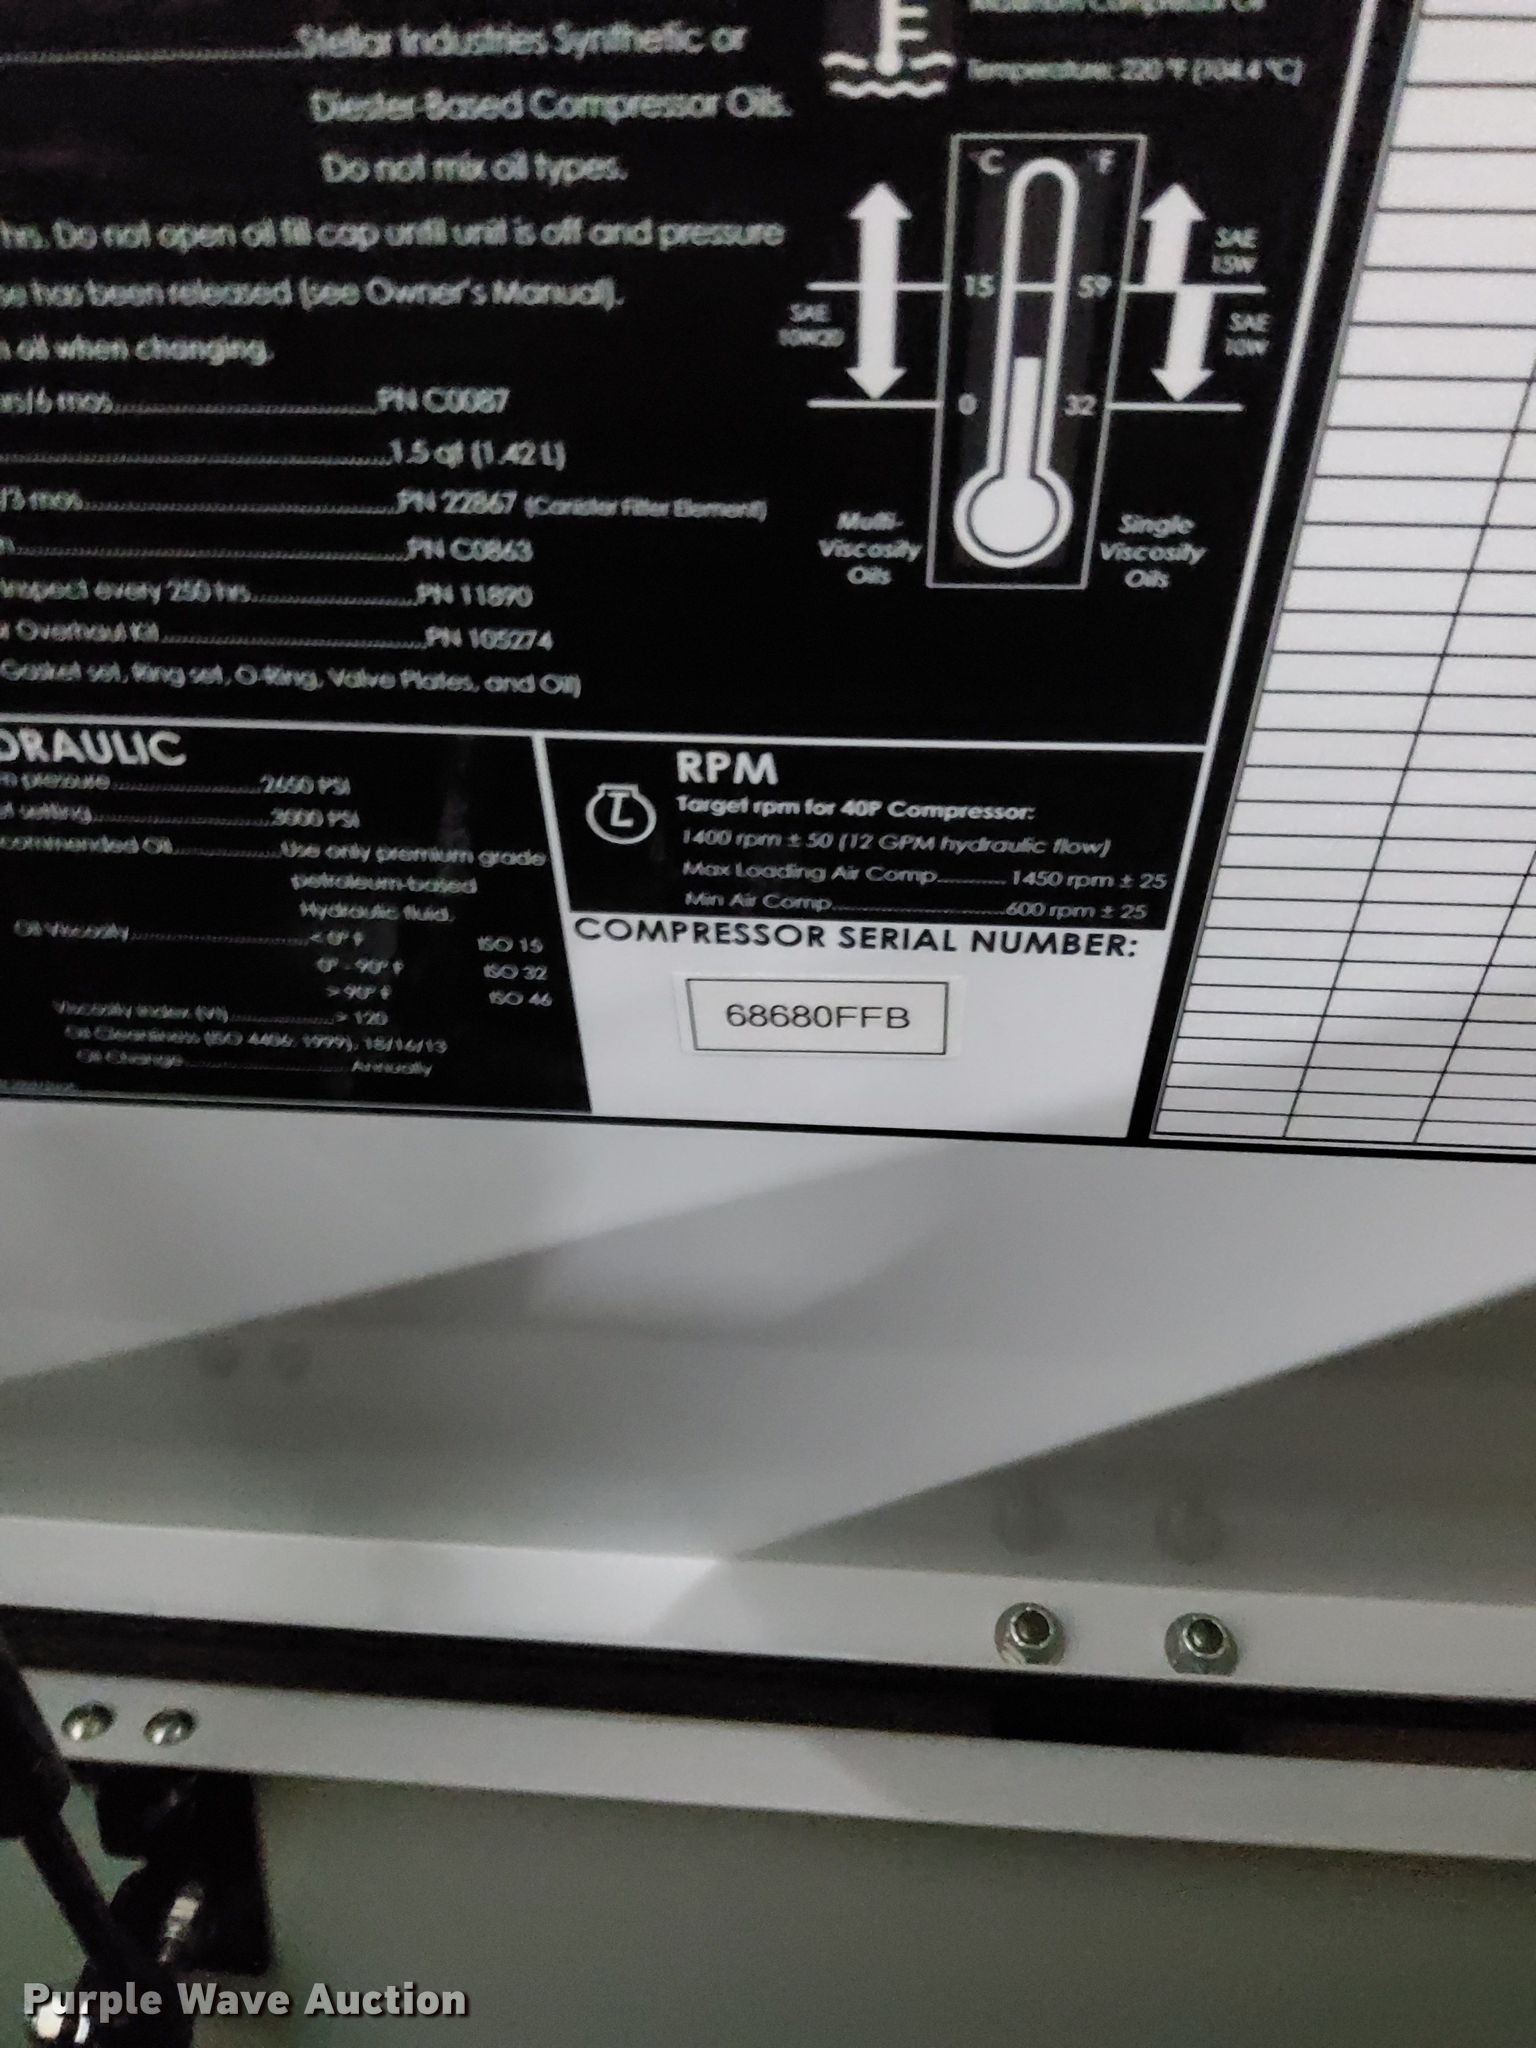 Stellar Industries Synthetic or
Diester-Based Compressor Oils.
Do not mix oil types.
hrs. Do not open oil fill cap until unit is off and pressure
se has been released (see Owner's Manual).
oil when changing.
rs/6 mos. PN C0087
1.5 qt (1.42 L)
/3 mos PN 22867 (Canister Filter Element)
PN C0863
Inspect every 250 hrs. PN 11890
Overhaul Kit PN 105274
Gasket set, Ring set, O-Ring, Valve Plates, and Oil)
Temperature: 220 °F (104.4 °C)
°C °F
SAE
15W
15 59
SAE
10W20
SAE
10W
0 32
Multi-
Viscosity
Oils
Single
Viscosity
Oils
DRAULIC
m pressure 2650 PSI
setting 3000 PSI
commended Oil Use only premium grade
petroleum-based
Hydraulic fluid.
Oil Viscosity < 0° F ISO 15
0° - 90° F ISO 32
> 90° F ISO 46
Viscosity Index (VI) > 120
Oil Cleanliness (ISO 4406: 1999), 18/16/13
Oil Change Annually
RPM
Target rpm for 40P Compressor:
1400 rpm ± 50 (12 GPM hydraulic flow)
Max Loading Air Comp 1450 rpm ± 25
Min Air Comp 600 rpm ± 25
COMPRESSOR SERIAL NUMBER:
68680FFB
Purple Wave Auction